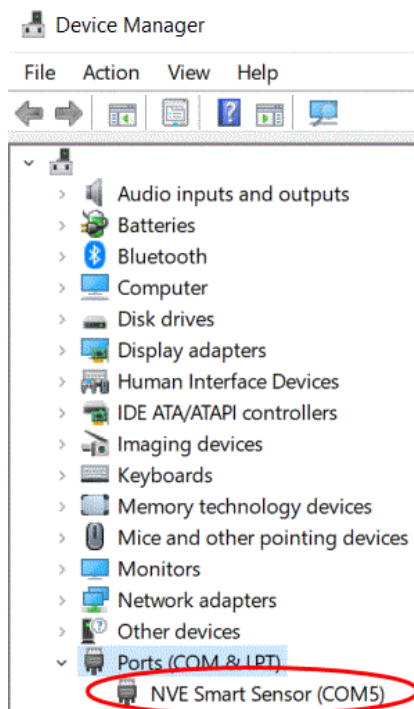 Device Manager
File Action View Help
Audio inputs and outputs
Batteries
Bluetooth
Computer
Disk drives
Display adapters
Human Interface Devices
IDE ATA/ATAPI controllers
Imaging devices
Keyboards
Memory technology devices
Mice and other pointing devices
Monitors
Network adapters
Other devices
Ports (COM & LPT)
NVE Smart Sensor (COM5)